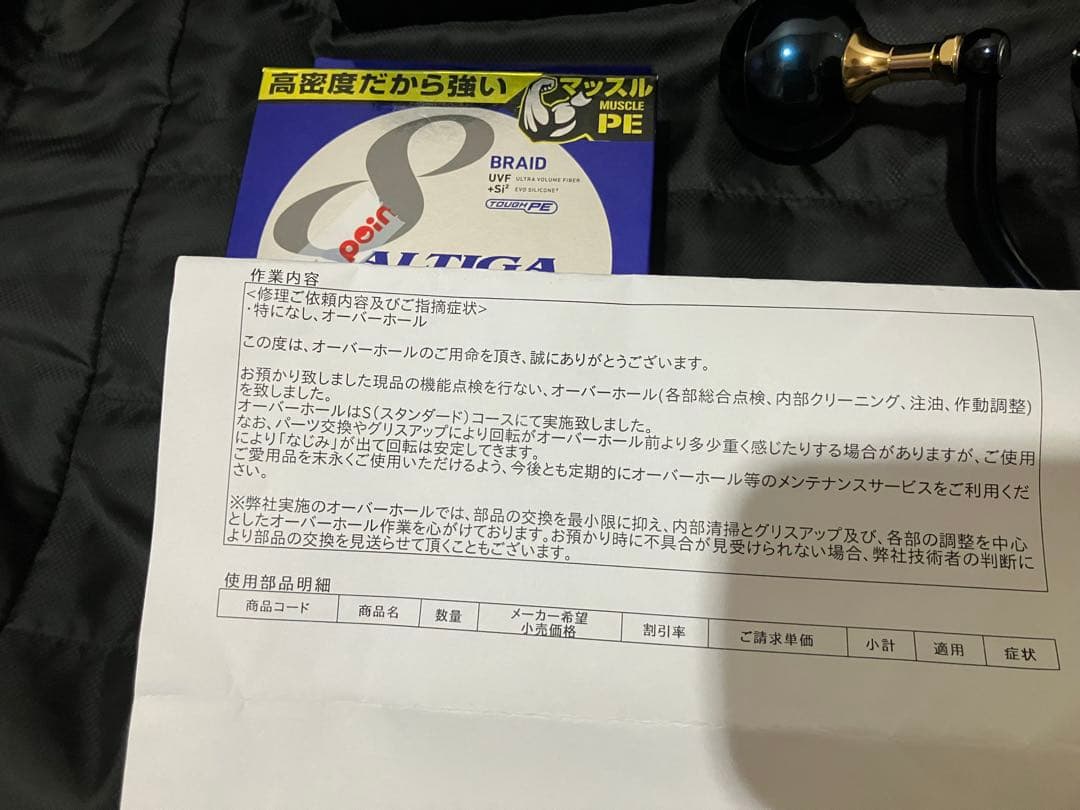 高密度だから強い
マッスル
MUSCLE
PE
BRAID
UVF ULTRA VOLUME FIBER
+Si² EVO SILICONE²
TOUGH PE
poin
ALTIGA
作業内容
<修理ご依頼内容及びご指摘症状>
・特になし、オーバーホール
この度は、オーバーホールのご用命を頂き、誠にありがとうございます。
お預かり致しました現品の機能点検を行ない、オーバーホール(各部総合点検、内部クリーニング、注油、作動調整)
を致しました。
オーバーホールはS(スタンダード)コースにて実施致しました。
なお、パーツ交換やグリスアップにより回転がオーバーホール前より多少重く感じたりする場合がありますが、ご使用
により「なじみ」が出て回転は安定してきます。
ご愛用品を末永くご使用いただけるよう、今後とも定期的にオーバーホール等のメンテナンスサービスをご利用くだ
さい。
※弊社実施のオーバーホールでは、部品の交換を最小限に抑え、内部清掃とグリスアップ及び、各部の調整を中心
としたオーバーホール作業を心がけております。お預かり時に不具合が見受けられない場合、弊社技術者の判断に
より部品の交換を見送らせて頂くこともございます。
使用部品明細
商品コード 商品名 数量 メーカー希望 割引率 ご請求単価 小計 適用 症状
小売価格